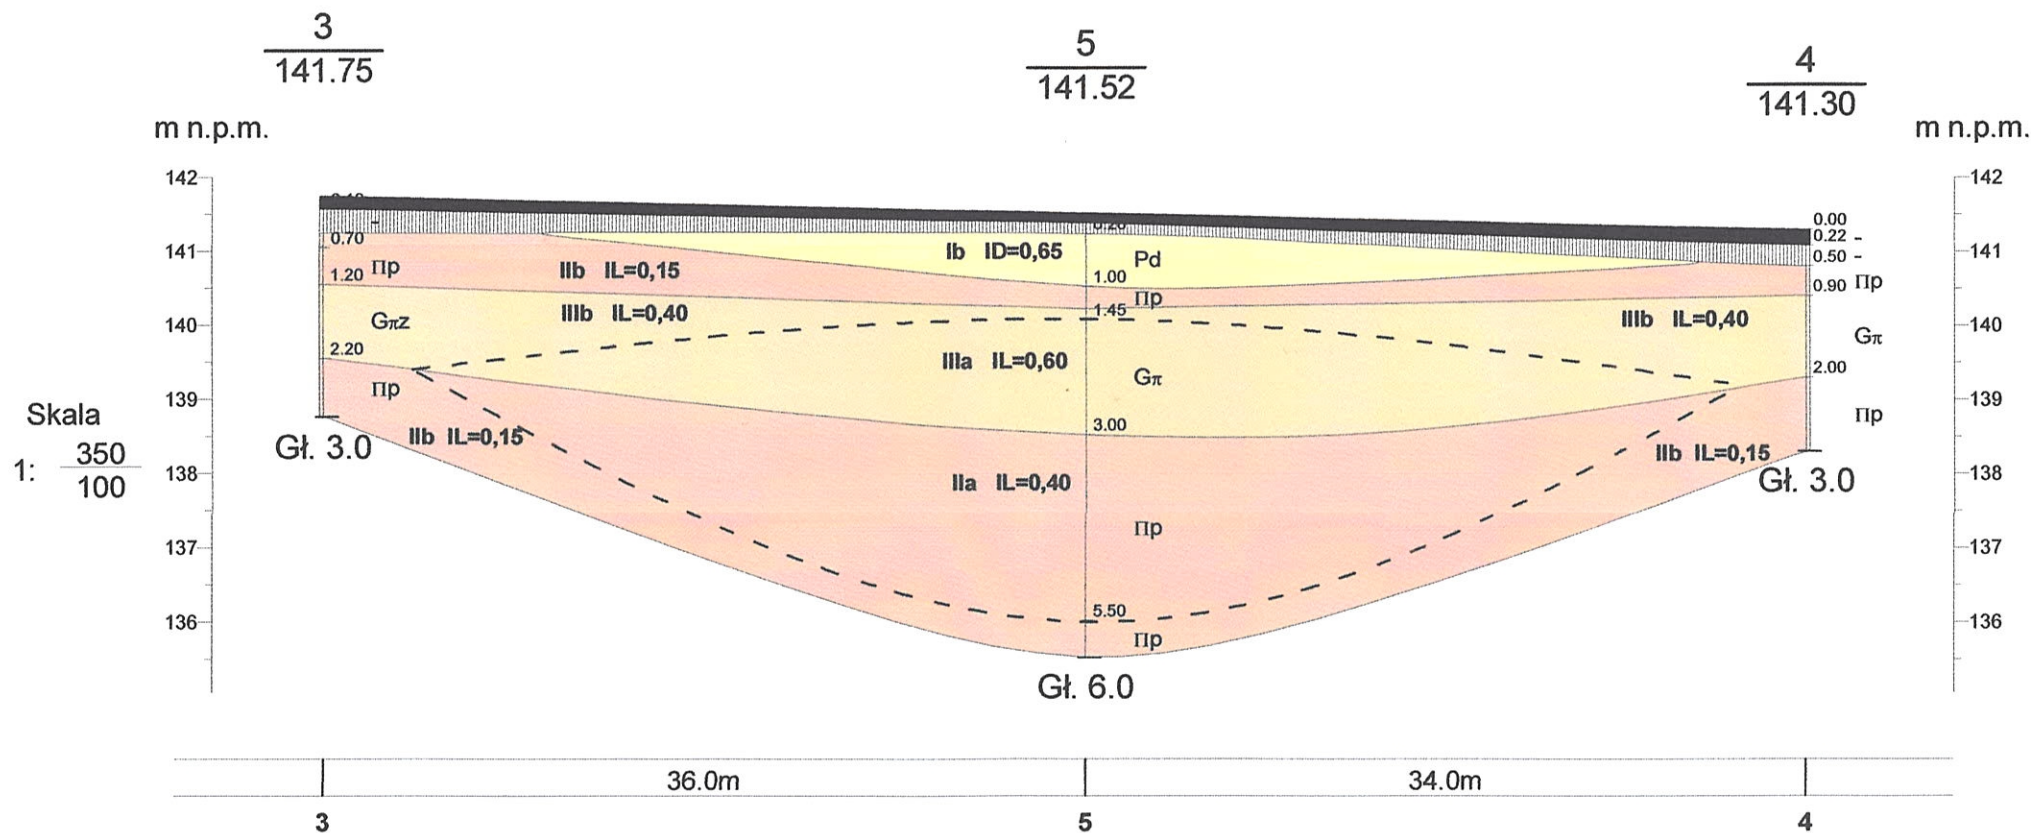 3
141.75
5
141.52
4
141.30
m n.p.m.
m n.p.m.
142
141
140
139
138
137
136
142
141
140
139
138
137
136
Skala
1: 350
100
-
0.70
Πp
1.20
GπZ
2.20
Πp
Gł. 3.0
IIb IL=0,15
IIIb IL=0,40
IIb IL=0,15
Ib ID=0,65
IIIa IL=0,60
IIa IL=0,40
Pd
1.00
Πp
1.45
Gπ
3.00
Πp
5.50
Πp
Gł. 6.0
IIIb IL=0,40
IIb IL=0,15
0.00
0.22 -
0.50 -
Πp
0.90
Gπ
2.00
Πp
Gł. 3.0
36.0m
34.0m
3
5
4